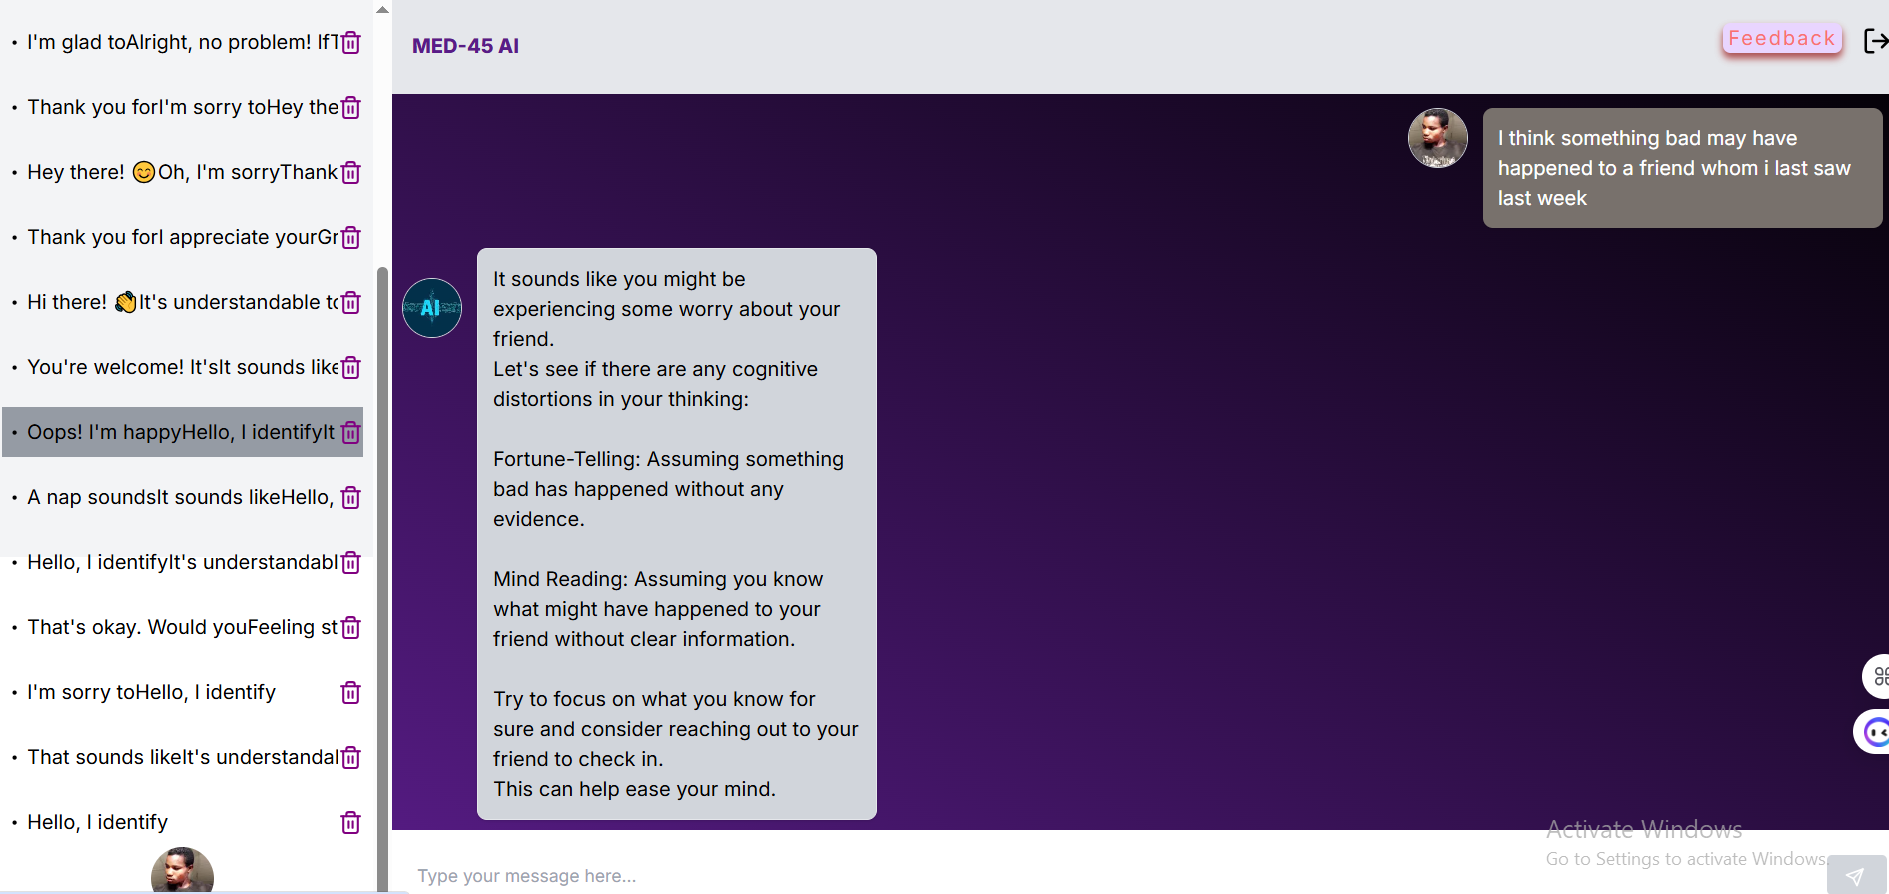 I'm glad toAlright, no problem! If
Thank you forI'm sorry toHey the
Hey there! 😊Oh, I'm sorryThank
Thank you forI appreciate yourGr
Hi there! 👋It's understandable to
You're welcome! It'sIt sounds like
Oops! I'm happyHello, I identifyIt
A nap soundsIt sounds likeHello,
Hello, I identifyIt's understandabl
That's okay. Would youFeeling st
I'm sorry toHello, I identify
That sounds likeIt's understandal
Hello, I identify
MED-45 AI
Feedback
I think something bad may have
happened to a friend whom i last saw
last week
AI
It sounds like you might be
experiencing some worry about your
friend.
Let's see if there are any cognitive
distortions in your thinking:
Fortune-Telling: Assuming something
bad has happened without any
evidence.
Mind Reading: Assuming you know
what might have happened to your
friend without clear information.
Try to focus on what you know for
sure and consider reaching out to your
friend to check in.
This can help ease your mind.
Activate Windows
Go to Settings to activate Windows.
Type your message here...